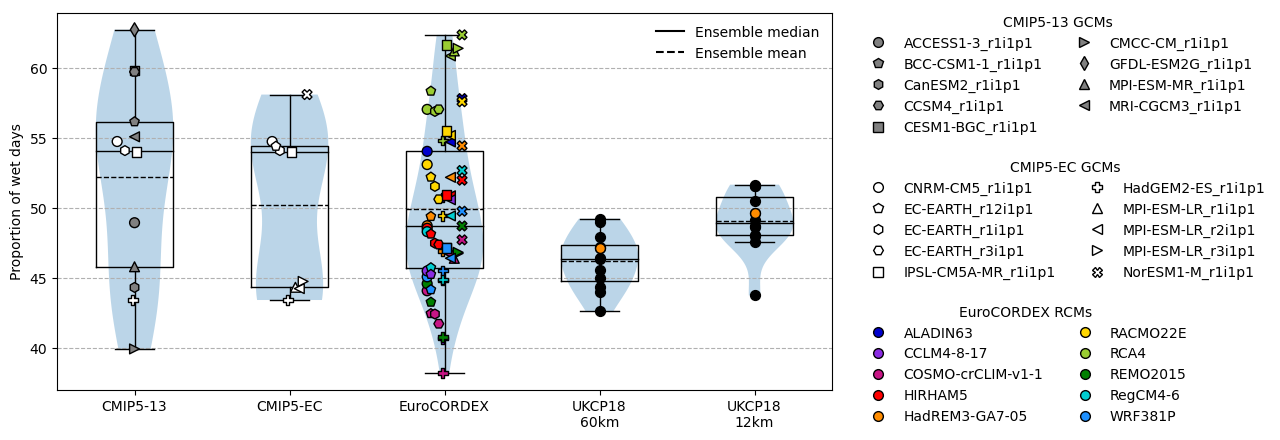 Proportion of wet days
60
55
50
45
40
Ensemble median
Ensemble mean
CMIP5-13
CMIP5-EC
EuroCORDEX
UKCP18
60km
UKCP18
12km
CMIP5-13 GCMs
ACCESS1-3_r1i1p1
BCC-CSM1-1_r1i1p1
CanESM2_r1i1p1
CCSM4_r1i1p1
CESM1-BGC_r1i1p1
CMCC-CM_r1i1p1
GFDL-ESM2G_r1i1p1
MPI-ESM-MR_r1i1p1
MRI-CGCM3_r1i1p1
CMIP5-EC GCMs
CNRM-CM5_r1i1p1
EC-EARTH_r12i1p1
EC-EARTH_r1i1p1
EC-EARTH_r3i1p1
IPSL-CM5A-MR_r1i1p1
HadGEM2-ES_r1i1p1
MPI-ESM-LR_r1i1p1
MPI-ESM-LR_r2i1p1
MPI-ESM-LR_r3i1p1
NorESM1-M_r1i1p1
EuroCORDEX RCMs
ALADIN63
CCLM4-8-17
COSMO-crCLIM-v1-1
HIRHAM5
HadREM3-GA7-05
RACMO22E
RCA4
REMO2015
RegCM4-6
WRF381P